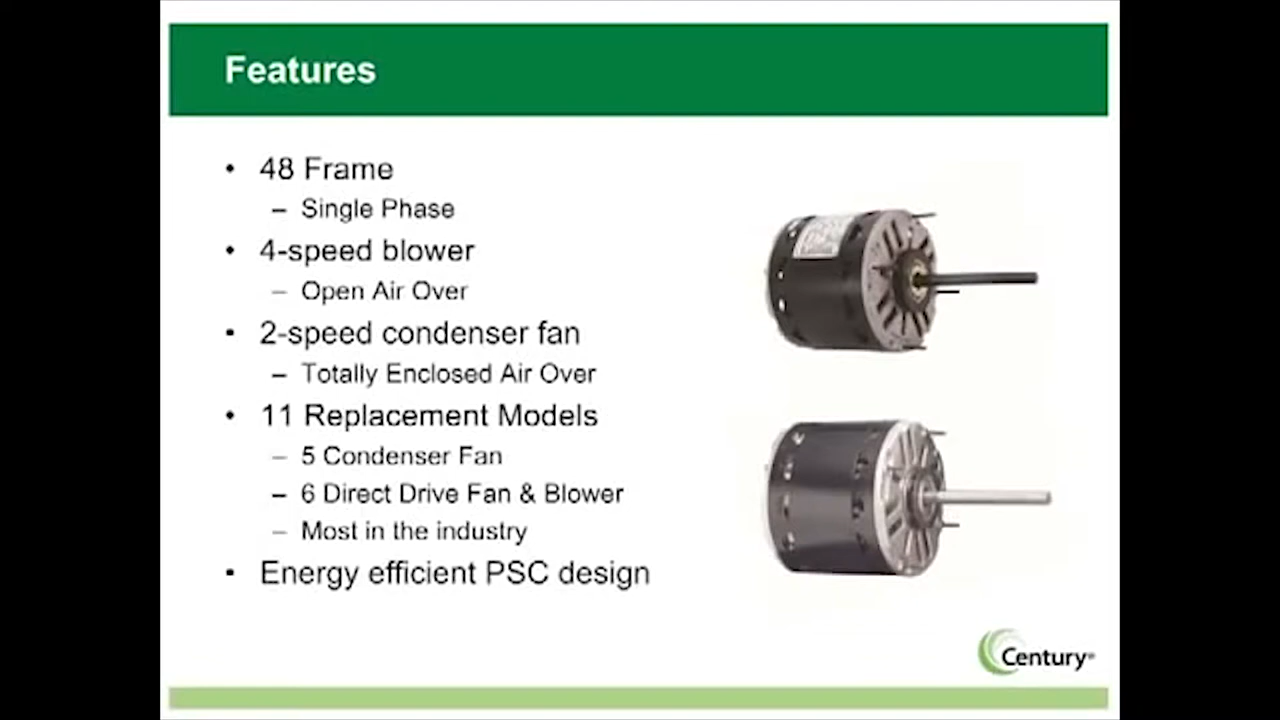 Features
• 48 Frame
– Single Phase
• 4-speed blower
– Open Air Over
• 2-speed condenser fan
– Totally Enclosed Air Over
• 11 Replacement Models
– 5 Condenser Fan
– 6 Direct Drive Fan & Blower
– Most in the industry
• Energy efficient PSC design
Century®